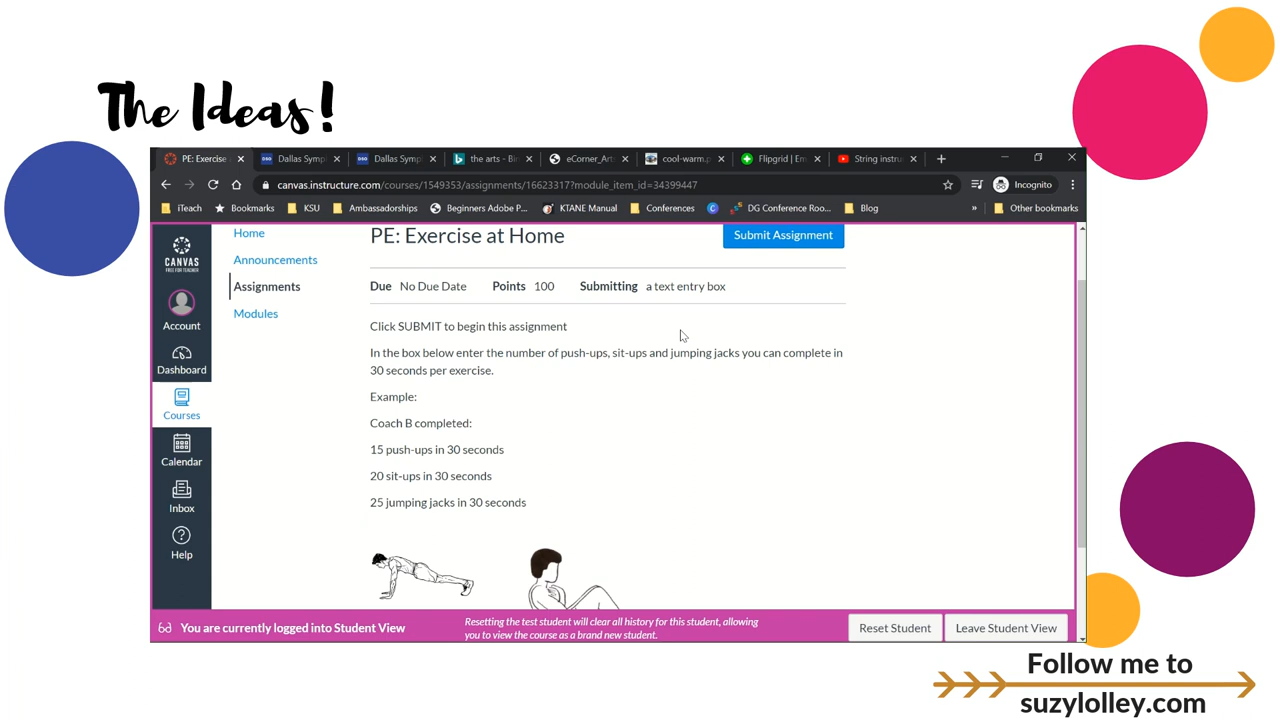 The Ideas!
PE: Exercise
Dallas Symp
Dallas Symp
the arts - Bi
eCorner_Art
cool-warm.p
Flipgrid | Em
String instru
canvas.instructure.com/courses/1549353/assignments/16623317?module_item_id=34399447
Incognito
iTeach
Bookmarks
KSU
Ambassadorships
Beginners Adobe P...
KTANE Manual
Conferences
DG Conference Roo...
Blog
»
Other bookmarks
CANVAS
FREE FOR TEACHER
Account
Dashboard
Courses
Calendar
Inbox
Help
Home
Announcements
Assignments
Modules
PE: Exercise at Home
Submit Assignment
Due No Due Date Points 100 Submitting a text entry box
Click SUBMIT to begin this assignment
In the box below enter the number of push-ups, sit-ups and jumping jacks you can complete in
30 seconds per exercise.
Example:
Coach B completed:
15 push-ups in 30 seconds
20 sit-ups in 30 seconds
25 jumping jacks in 30 seconds
You are currently logged into Student View
Resetting the test student will clear all history for this student, allowing
you to view the course as a brand new student.
Reset Student
Leave Student View
Follow me to
suzylolley.com